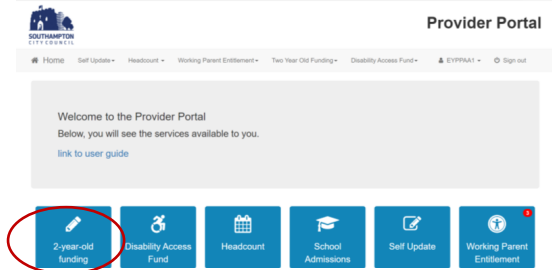 SOUTHAMPTON
CITY COUNCIL
Provider Portal
Home Self Update Headcount Working Parent Entitlement Two Year Old Funding Disability Access Fund EYPPAA1 Sign out
Welcome to the Provider Portal
Below, you will see the services available to you.
link to user guide
3
2-year-old
funding
Disability Access
Fund
Headcount
School
Admissions
Self Update
Working Parent
Entitlement